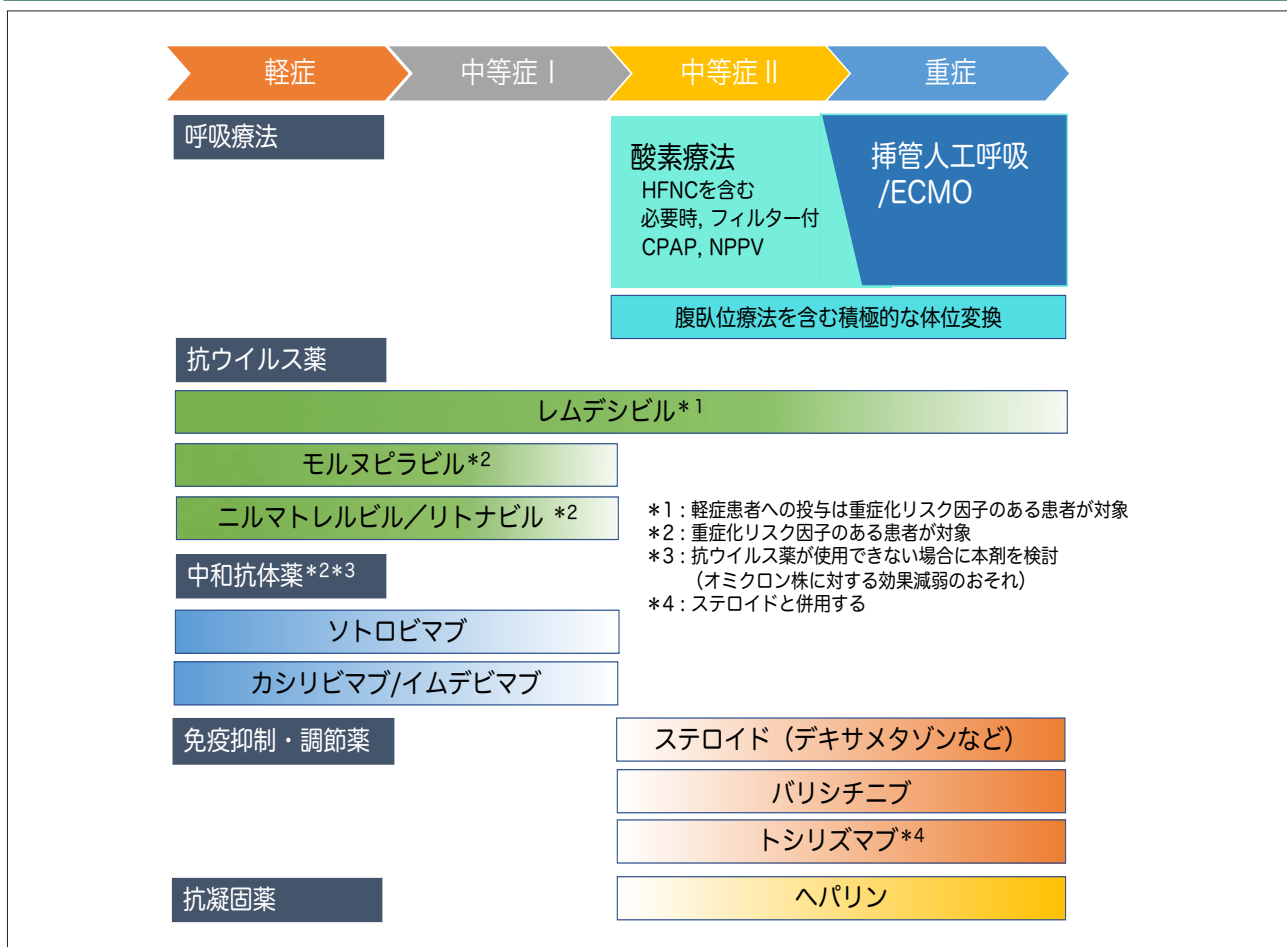 軽症
中等症Ⅰ
中等症Ⅱ
重症
呼吸療法
酸素療法
HFNCを含む
必要時, フィルター付
CPAP, NPPV
挿管人工呼吸
/ECMO
腹臥位療法を含む積極的な体位変換
抗ウイルス薬
レムデシビル*1
モルヌピラビル*2
ニルマトレルビル／リトナビル *2
*1：軽症患者への投与は重症化リスク因子のある患者が対象
*2：重症化リスク因子のある患者が対象
*3：抗ウイルス薬が使用できない場合に本剤を検討
（オミクロン株に対する効果減弱のおそれ）
*4：ステロイドと併用する
中和抗体薬*2*3
ソトロビマブ
カシリビマブ/イムデビマブ
免疫抑制・調節薬
ステロイド（デキサメタゾンなど）
バリシチニブ
トシリズマブ*4
抗凝固薬
ヘパリン